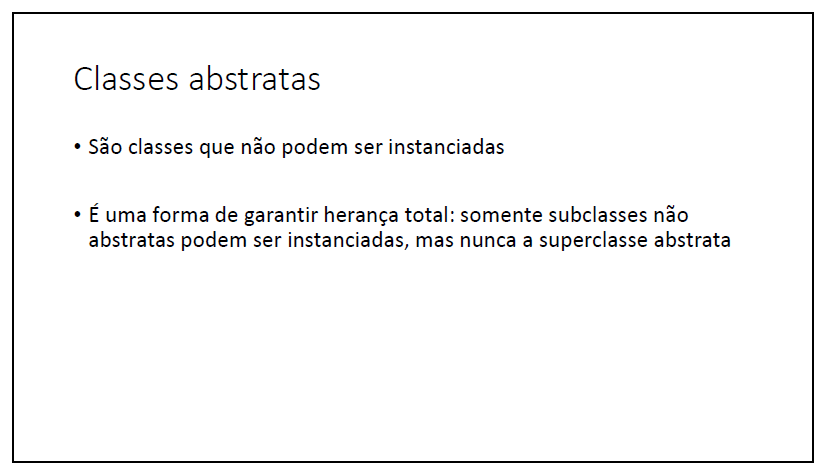 Classes abstratas
• São classes que não podem ser instanciadas
• É uma forma de garantir herança total: somente subclasses não
abstratas podem ser instanciadas, mas nunca a superclasse abstrata